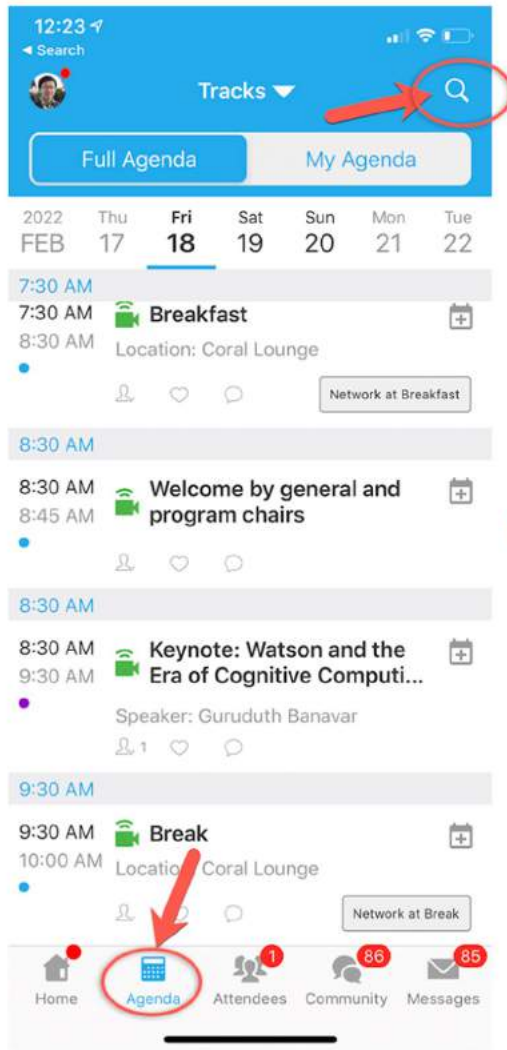 12:23
◄ Search
Tracks
Full Agenda My Agenda
2022 Thu Fri Sat Sun Mon Tue
FEB 17 18 19 20 21 22
7:30 AM
7:30 AM Breakfast
8:30 AM Location: Coral Lounge
Network at Breakfast
8:30 AM
8:30 AM Welcome by general and
8:45 AM program chairs
8:30 AM
8:30 AM Keynote: Watson and the
9:30 AM Era of Cognitive Computi...
Speaker: Guruduth Banavar
1
9:30 AM
9:30 AM Break
10:00 AM Location: Coral Lounge
Network at Break
1 86 85
Home Agenda Attendees Community Messages